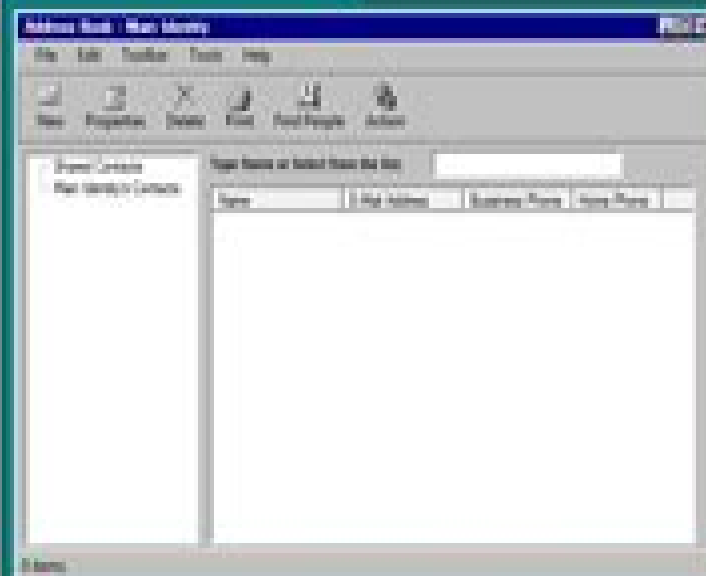 Address Book - Main Identity
File Edit Toolbar Tools Help
New Properties Delete Print Find People Action
Shared Contacts
Main Identity's Contacts
Type Name or Select from the list:
Name E-Mail Address Business Phone Home Phone
0 items